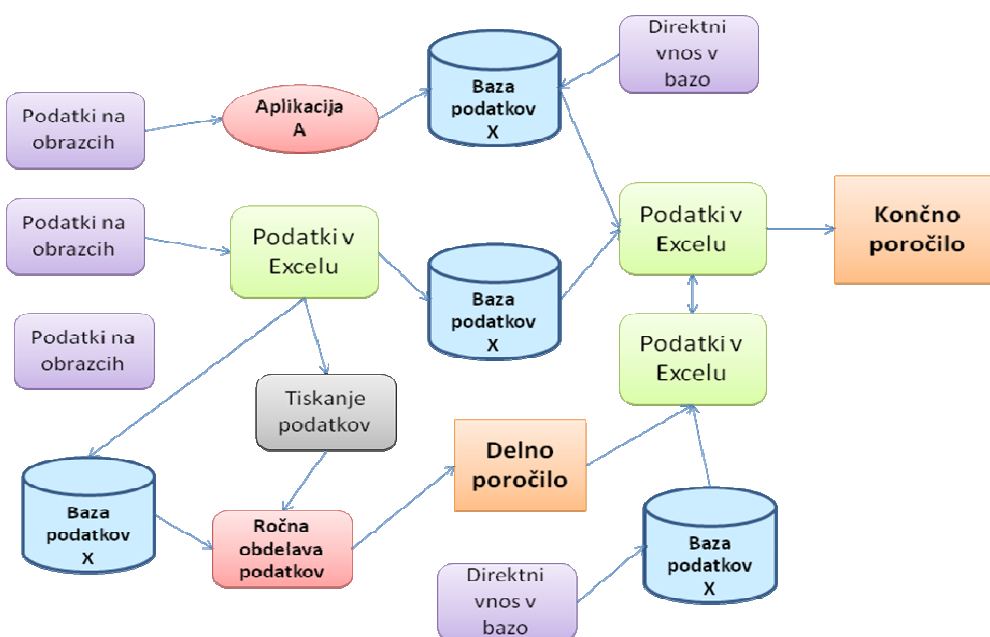 Direktni
vnos v
bazo
Baza
podatkov
X
Podatki na
obrazcih
Aplikacija
A
Podatki na
obrazcih
Podatki v
Excelu
Podatki v
Excelu
Končno
poročilo
Baza
podatkov
X
Podatki na
obrazcih
Podatki v
Excelu
Tiskanje
podatkov
Delno
poročilo
Baza
podatkov
X
Ročna
obdelava
podatkov
Baza
podatkov
X
Direktni
vnos v
bazo